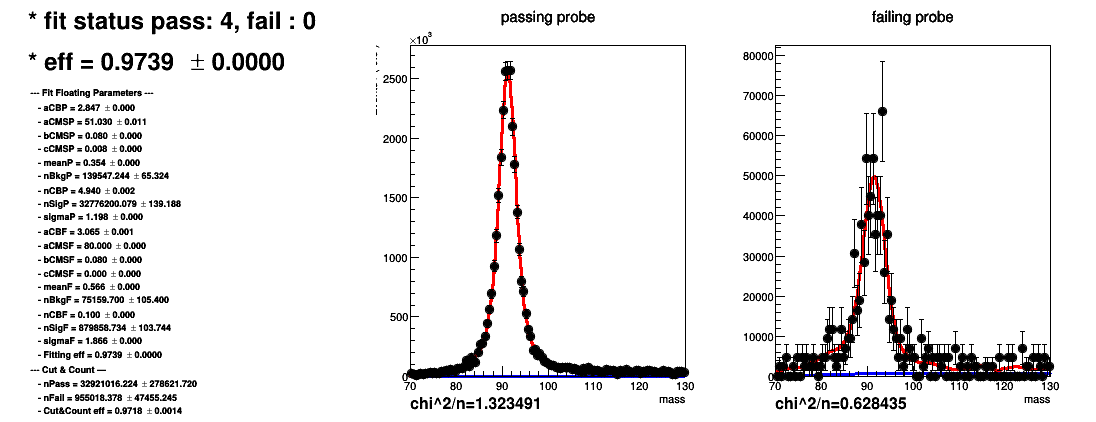 * fit status pass: 4, fail : 0
* eff = 0.9739 ± 0.0000
--- Fit Floating Parameters ---
- aCBP = 2.847 ± 0.000
- aCMSP = 51.030 ± 0.011
- bCMSP = 0.080 ± 0.000
- cCMSP = 0.008 ± 0.000
- meanP = 0.354 ± 0.000
- nBkgP = 139547.244 ± 65.324
- nCBP = 4.940 ± 0.002
- nSigP = 32776200.079 ± 139.188
- sigmaP = 1.198 ± 0.000
- aCBF = 3.065 ± 0.001
- aCMSF = 80.000 ± 0.000
- bCMSF = 0.080 ± 0.000
- cCMSF = 0.000 ± 0.000
- meanF = 0.566 ± 0.000
- nBkgF = 75159.700 ± 105.400
- nCBF = 0.100 ± 0.000
- nSigF = 879858.734 ± 103.744
- sigmaF = 1.866 ± 0.000
- Fitting eff = 0.9739 ± 0.0000
--- Cut & Count ---
- nPass = 32921016.224 ± 278621.720
- nFail = 955018.378 ± 47455.245
- Cut&Count eff = 0.9718 ± 0.0014
passing probe
×10³
2500
2000
1500
1000
500
0
70 80 90 100 110 120 130
mass
chi^2/n=1.323491
failing probe
80000
70000
60000
50000
40000
30000
20000
10000
0
70 80 90 100 110 120 130
mass
chi^2/n=0.628435